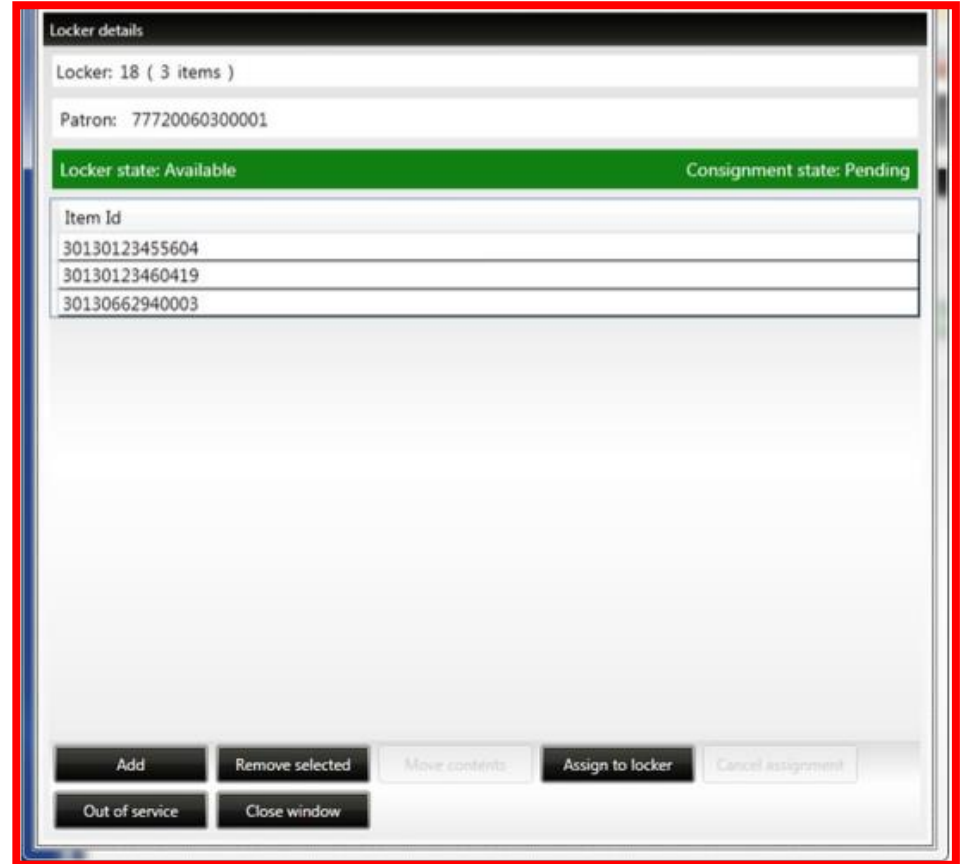 Locker details
Locker: 18 ( 3 items )
Patron: 77720060300001
Locker state: Available Consignment state: Pending
Item Id
30130123455604
30130123460419
30130662940003
Add Remove selected Move contents Assign to locker Cancel assignment
Out of service Close window